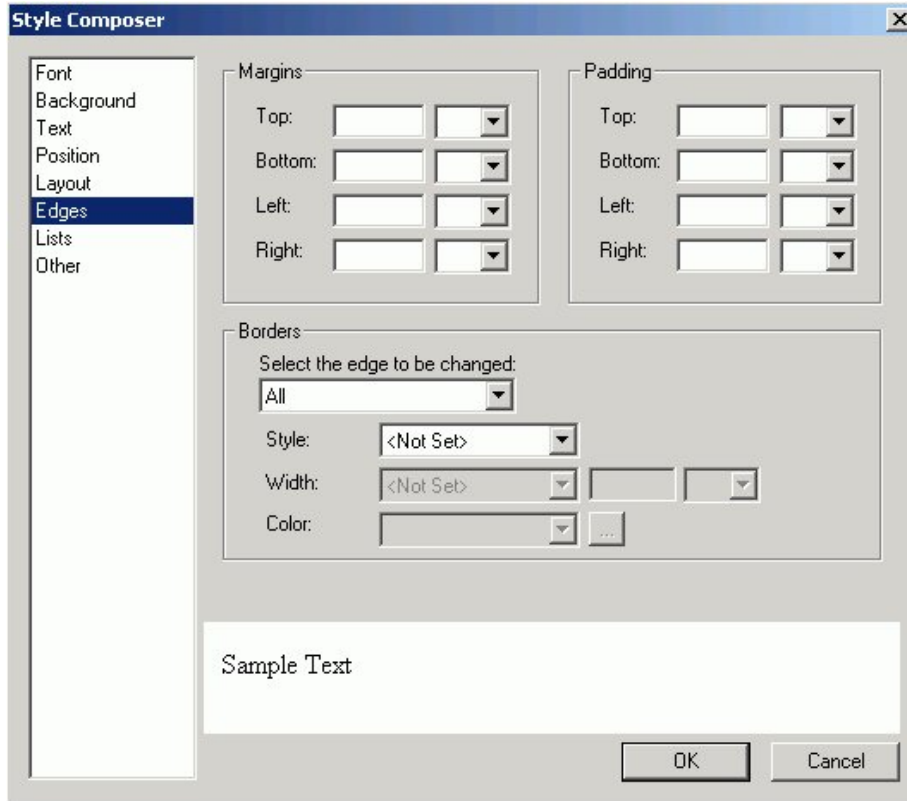 Style Composer
Font
Background
Text
Position
Layout
Edges
Lists
Other
Margins
Top:
Bottom:
Left:
Right:
Padding
Top:
Bottom:
Left:
Right:
Borders
Select the edge to be changed:
All
Style: <Not Set>
Width: <Not Set>
Color:
...
Sample Text
OK Cancel